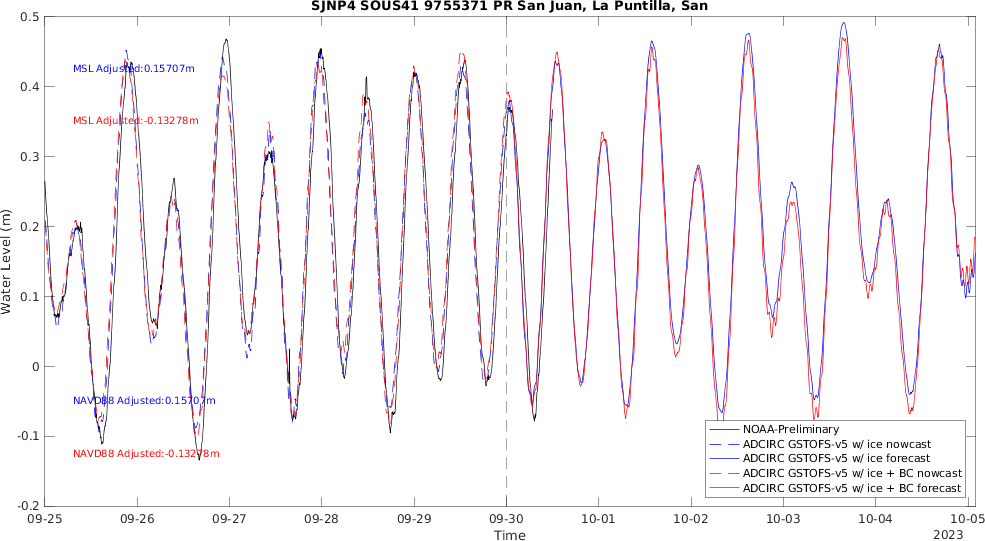 SJNP4 SOUS41 9755371 PR San Juan, La Puntilla, San
Water Level (m)
0.5
0.4
0.3
0.2
0.1
0
-0.1
-0.2
MSL Adjusted:0.15707m
MSL Adjusted:-0.13278m
NAVD88 Adjusted:0.15707m
NAVD88 Adjusted:-0.13278m
NOAA-Preliminary
ADCIRC GSTOFS-v5 w/ ice nowcast
ADCIRC GSTOFS-v5 w/ ice forecast
ADCIRC GSTOFS-v5 w/ ice + BC nowcast
ADCIRC GSTOFS-v5 w/ ice + BC forecast
09-25 09-26 09-27 09-28 09-29 09-30 10-01 10-02 10-03 10-04 10-05
Time
2023